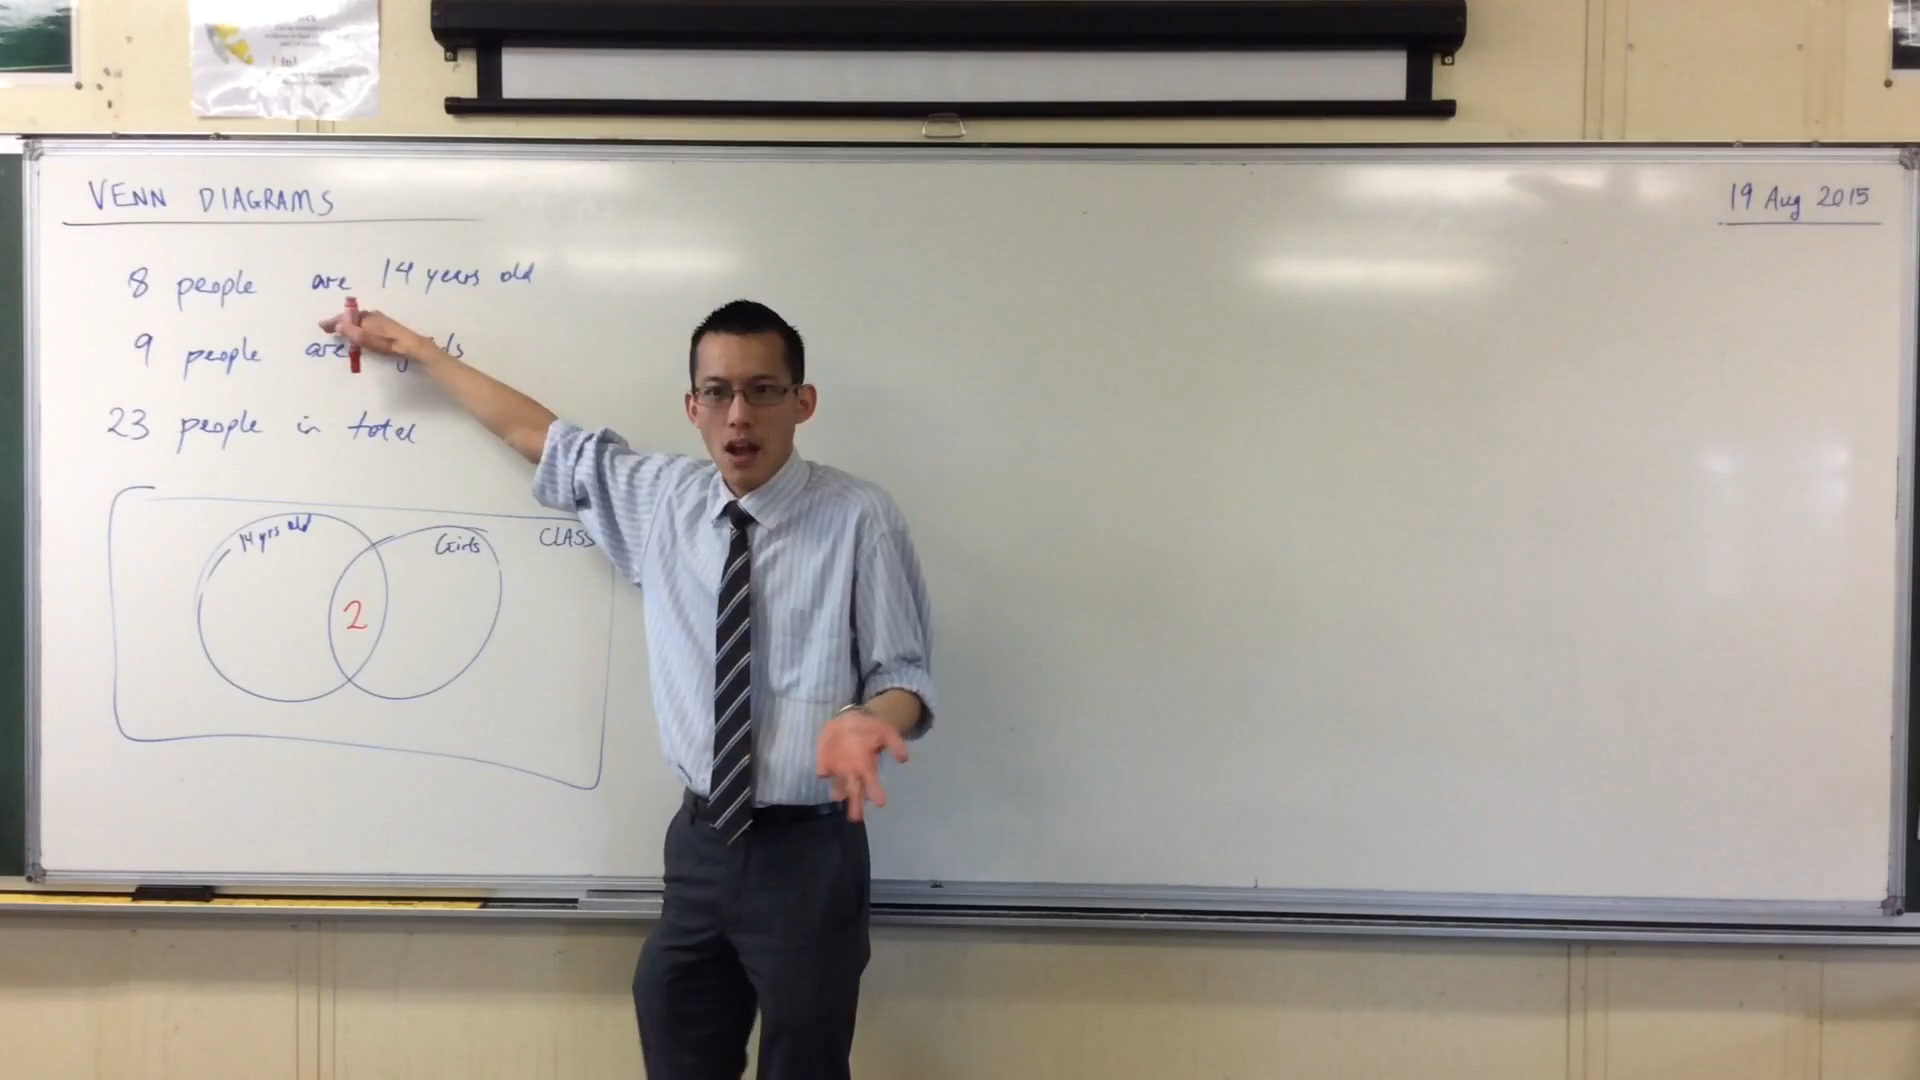 VENN DIAGRAMS
19 Aug 2015
8 people are 14 years old
9 people are
23 people in total
14 yrs old
Girls
CLASS
2